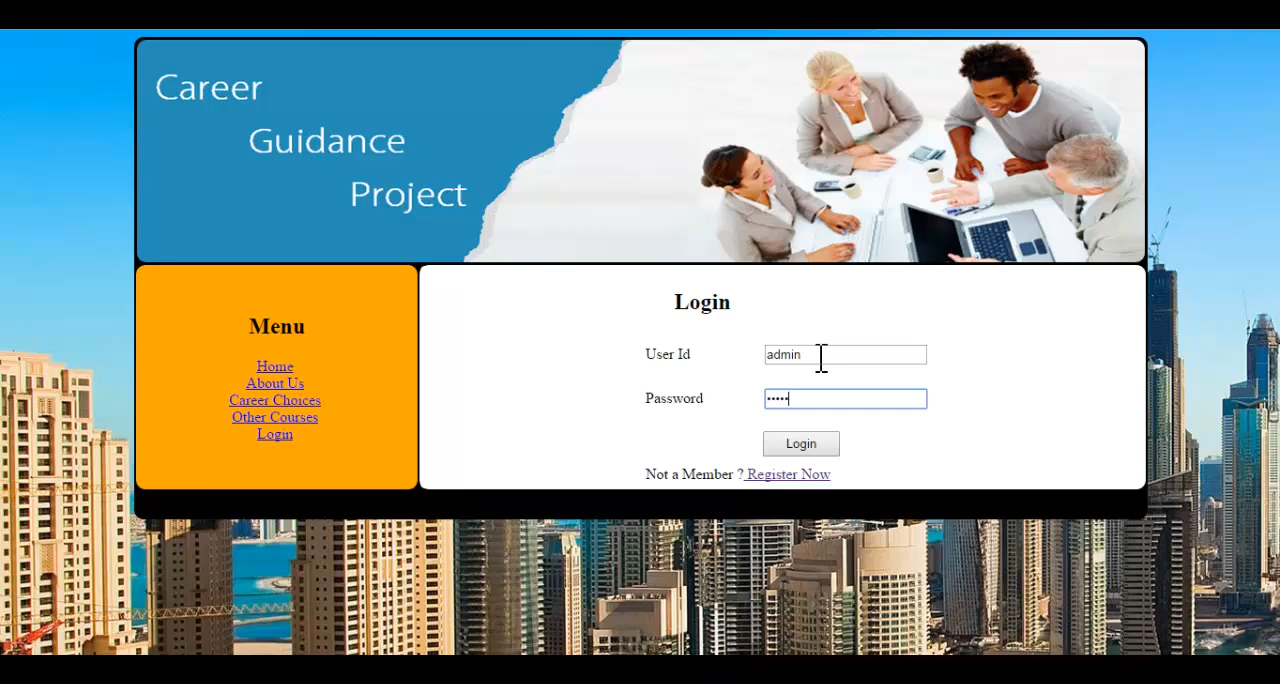 Career
Guidance
Project
Menu
Home
About Us
Career Choices
Other Courses
Login
Login
User Id admin
Password •••••
Login
Not a Member ? Register Now